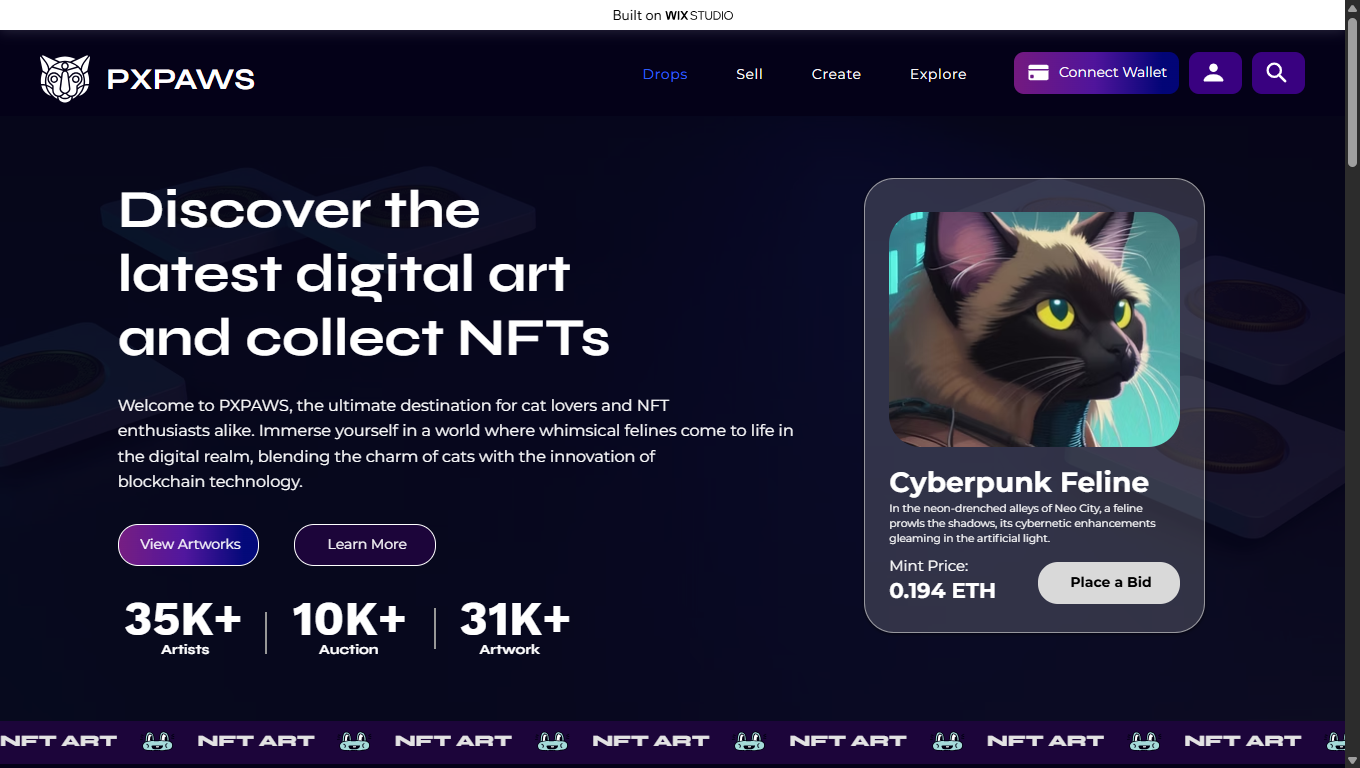 Built on WIX STUDIO
PXPAWS
Drops
Sell
Create
Explore
Connect Wallet
Discover the
latest digital art
and collect NFTs
Welcome to PXPAWS, the ultimate destination for cat lovers and NFT
enthusiasts alike. Immerse yourself in a world where whimsical felines come to life in
the digital realm, blending the charm of cats with the innovation of
blockchain technology.
View Artworks
Learn More
35K+
Artists
10K+
Auction
31K+
Artwork
Cyberpunk Feline
In the neon-drenched alleys of Neo City, a feline
prowls the shadows, its cybernetic enhancements
gleaming in the artificial light.
Mint Price:
0.194 ETH
Place a Bid
NFT ART NFT ART NFT ART NFT ART NFT ART NFT ART NFT ART